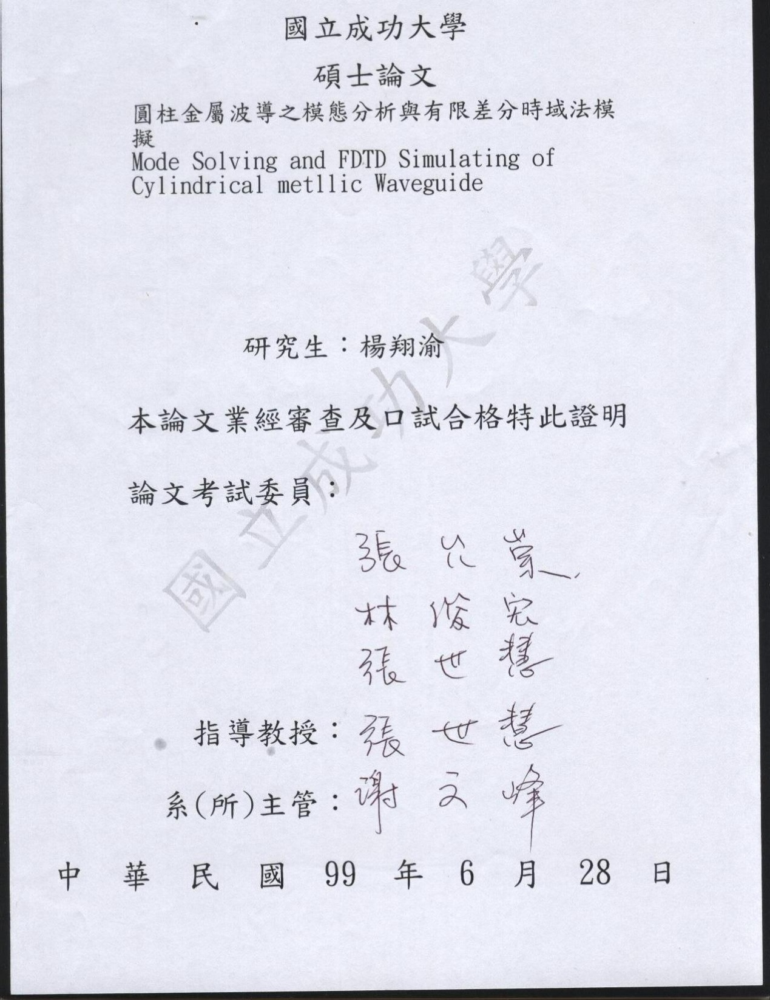 國立成功大學
碩士論文
圓柱金屬波導之模態分析與有限差分時域法模
擬
Mode Solving and FDTD Simulating of
Cylindrical metllic Waveguide
研究生：楊翔渝
本論文業經審查及口試合格特此證明
論文考試委員：
張允崇
林俊宏
張世慧
指導教授：張世慧
系(所)主管：謝文峰
中華民國99年6月28日
國立成功大學